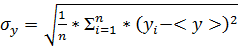 σ_y = √(1/n * Σ_{i=1}^{n} * (y_i − < y >)²)